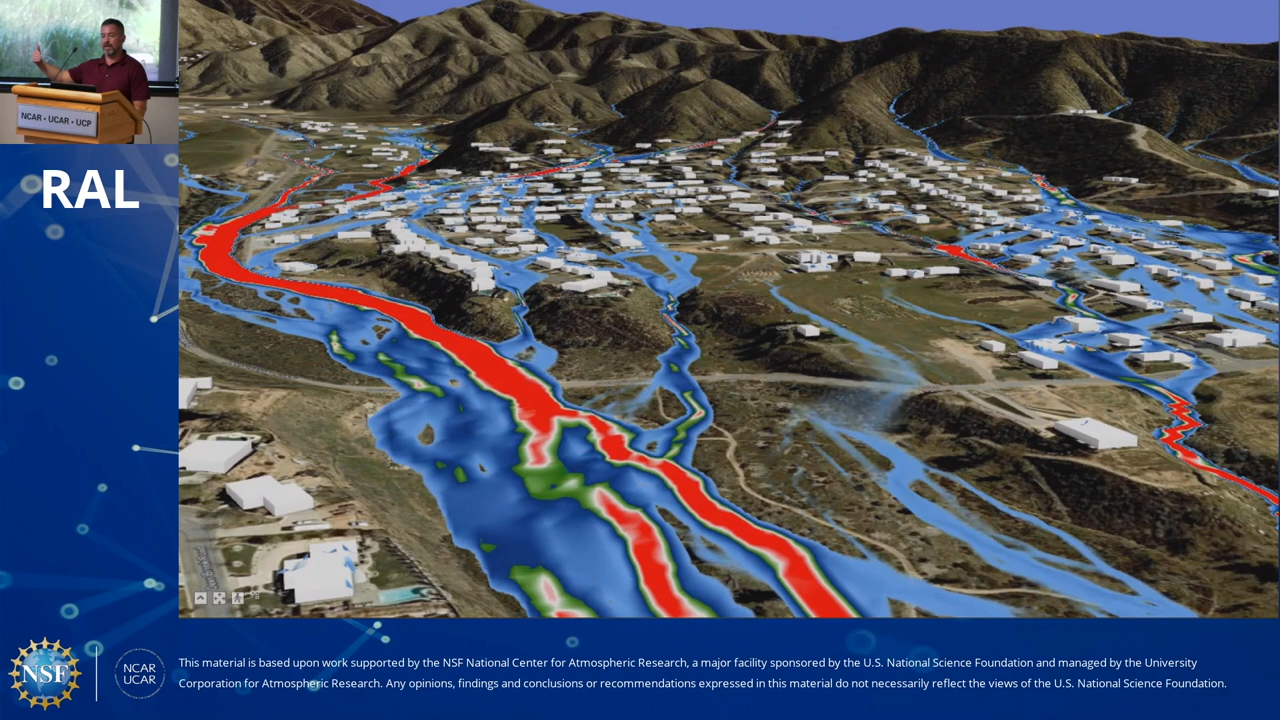 NCAR • UCAR • UCP
RAL
NSF
NCAR
UCAR
This material is based upon work supported by the NSF National Center for Atmospheric Research, a major facility sponsored by the U.S. National Science Foundation and managed by the University
Corporation for Atmospheric Research. Any opinions, findings and conclusions or recommendations expressed in this material do not necessarily reflect the views of the U.S. National Science Foundation.